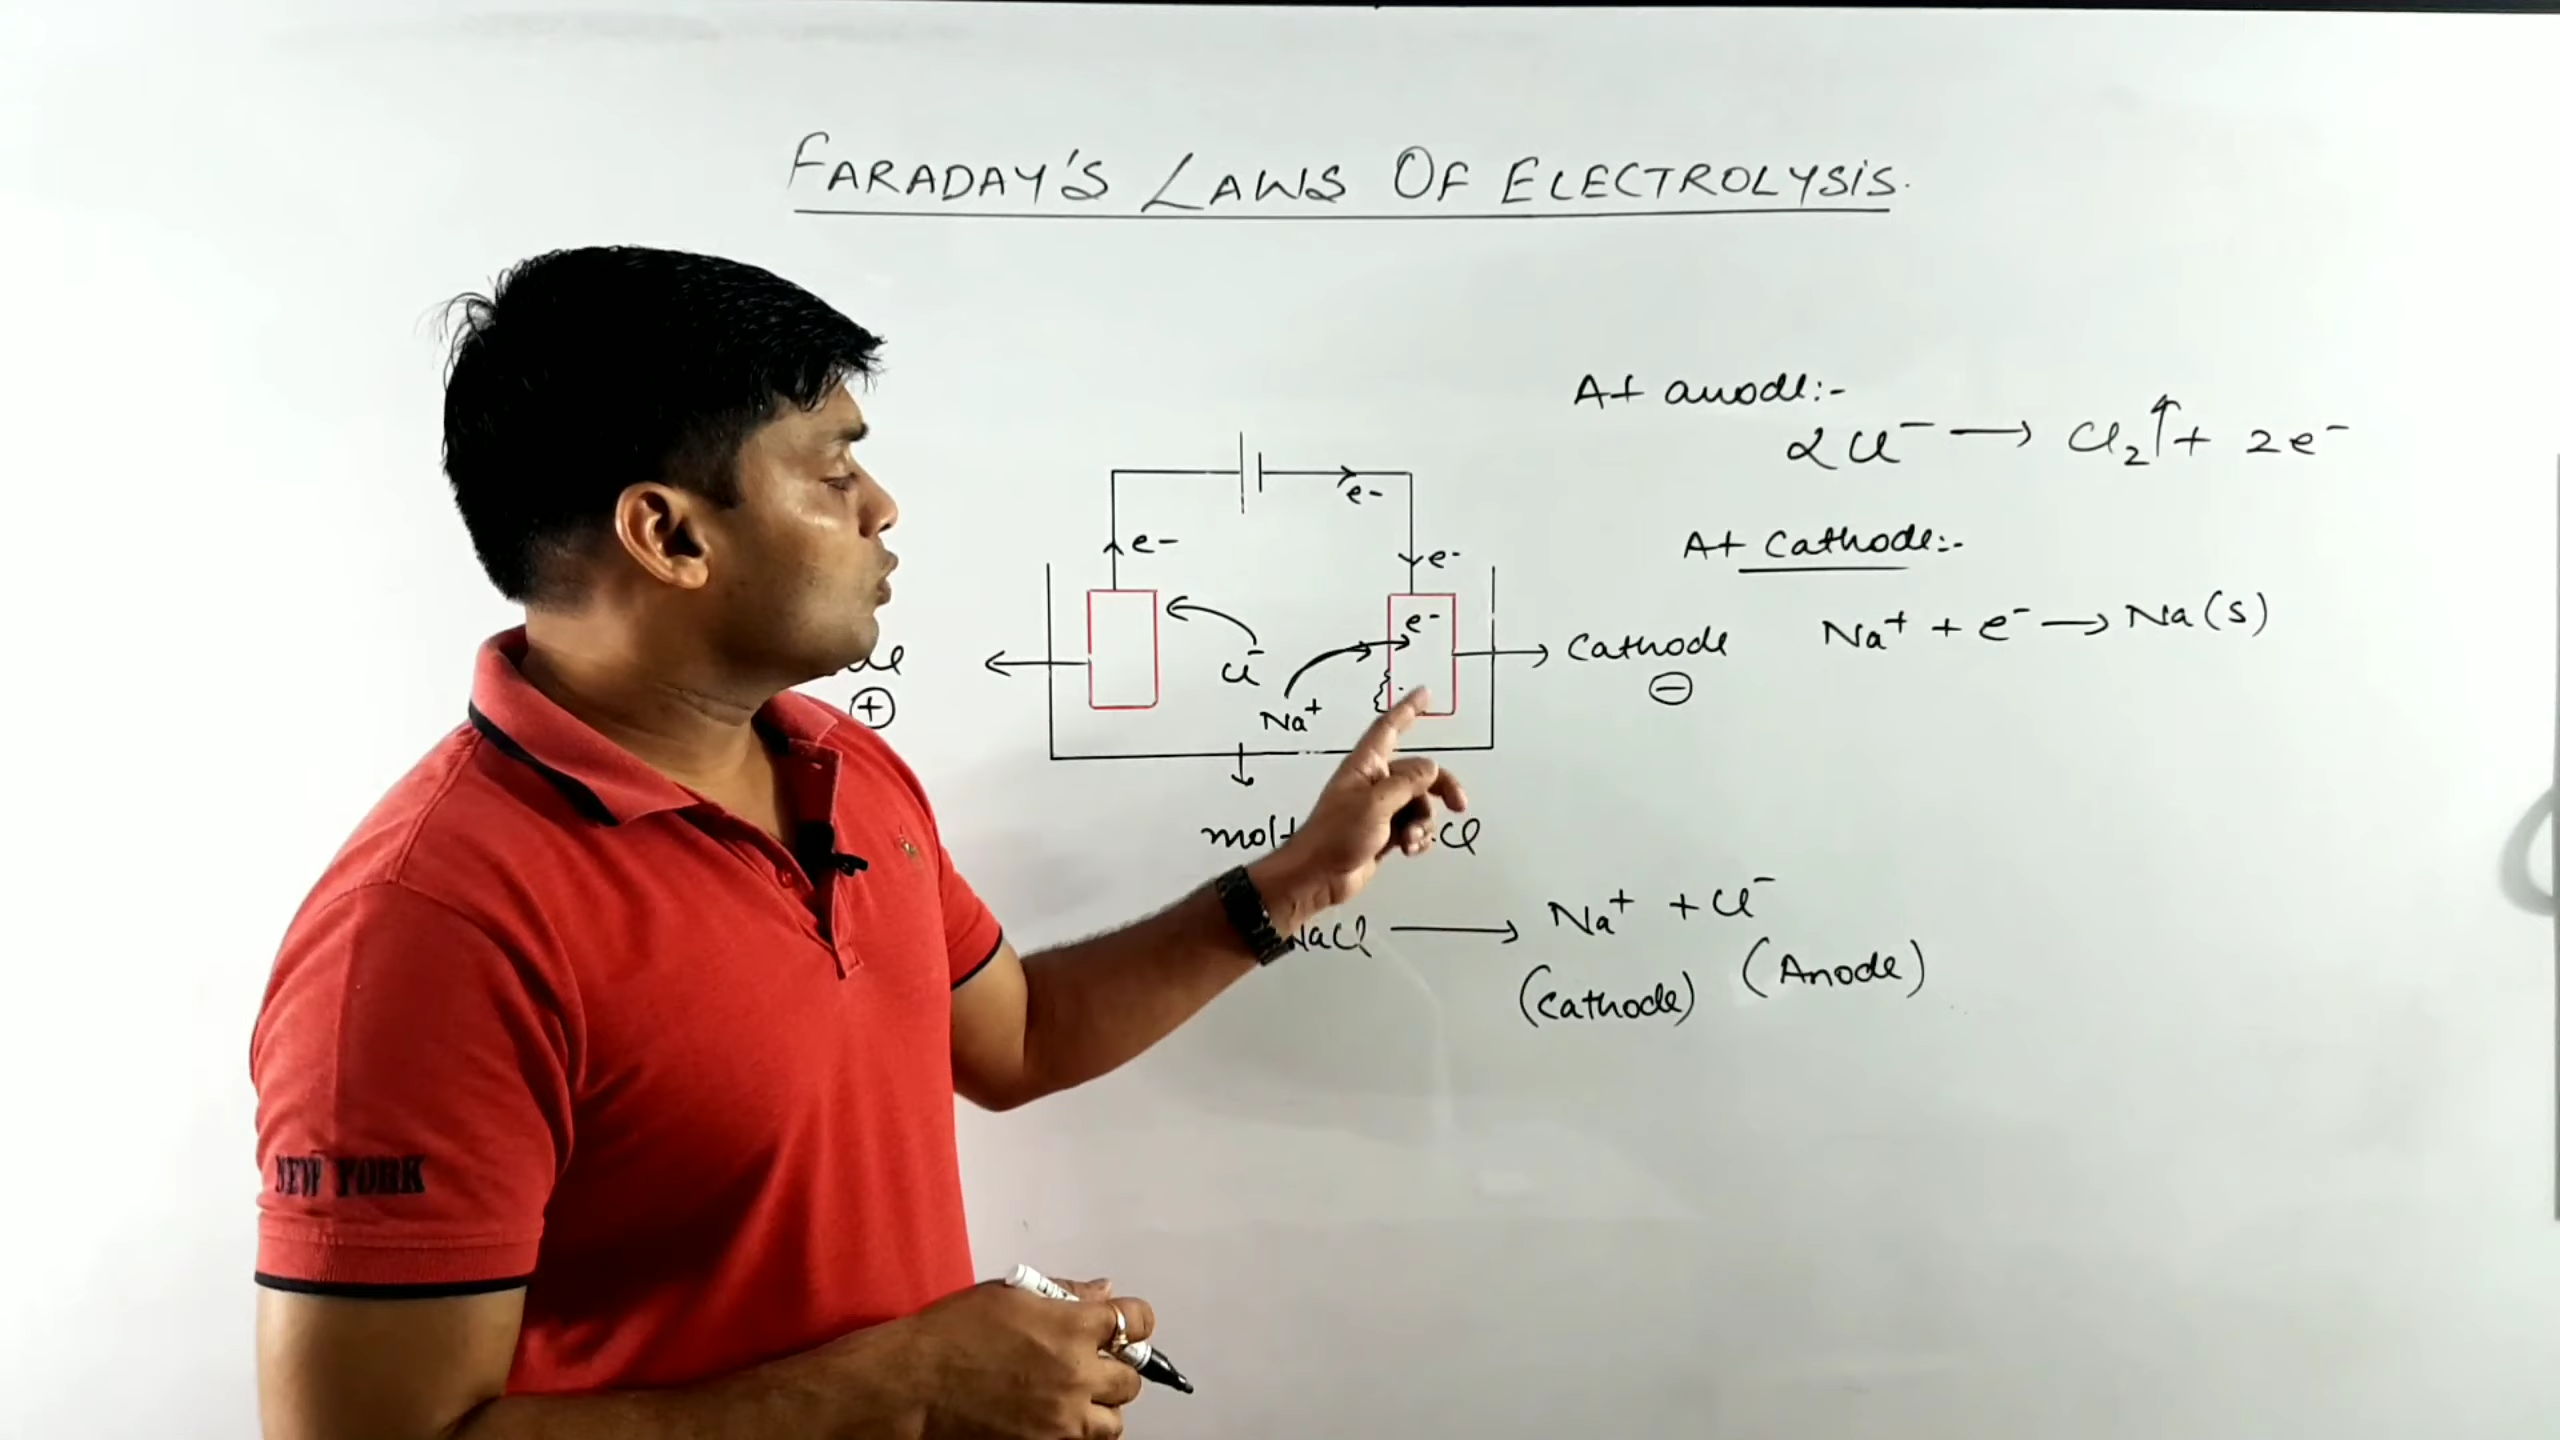 FARADAY'S LAWS OF ELECTROLYSIS.
At anode:-
2Cl⁻ → Cl₂↑ + 2e⁻
At Cathode:-
Na⁺ + e⁻ → Na(s)
e-
e-
e-
e-
Cl⁻
Na⁺
Cathode
⊖
⊕
NaCl → Na⁺ + Cl⁻
(Cathode) (Anode)
NEW YORK